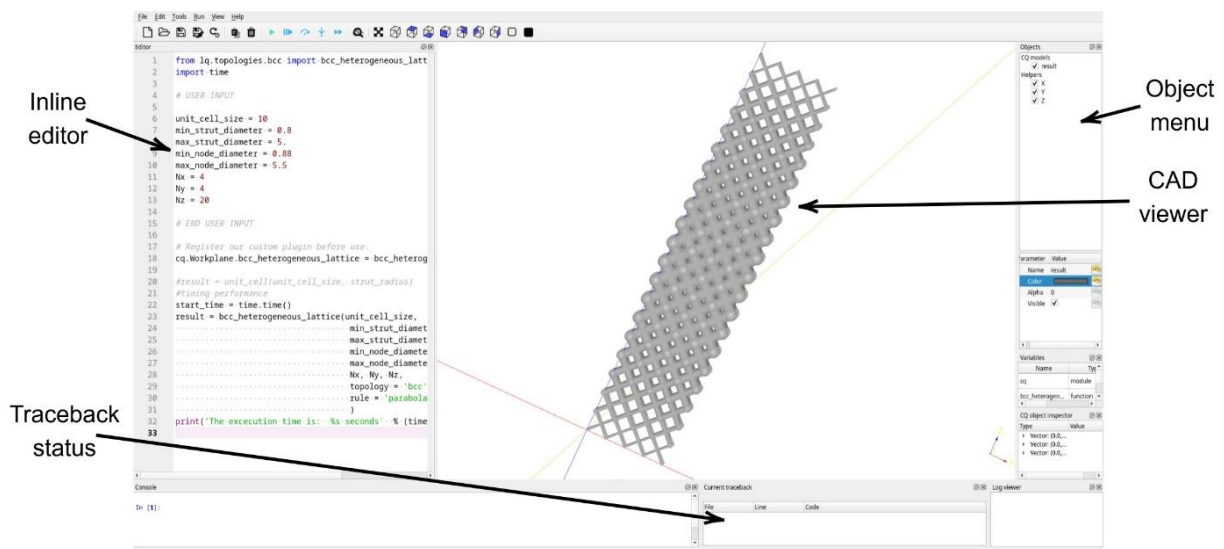 File Edit Tools Run View Help
Editor
1 from lq.topologies.bcc import bcc_heterogeneous_latt
2 import time
3
4 # USER INPUT
5
6 unit_cell_size = 10
7 min_strut_diameter = 0.8
8 max_strut_diameter = 5.
9 min_node_diameter = 0.88
10 max_node_diameter = 5.5
11 Nx = 4
12 Ny = 4
13 Nz = 20
14
15 # END USER INPUT
16
17 # Register our custom plugin before use.
18 cq.Workplane.bcc_heterogeneous_lattice = bcc_heterog
19
20 #result = unit_cell(unit_cell_size, strut_radius)
21 #timing performance
22 start_time = time.time()
23 result = bcc_heterogeneous_lattice(unit_cell_size,
24 min_strut_diamet
25 max_strut_diamet
26 min_node_diamete
27 max_node_diamete
28 Nx, Ny, Nz,
29 topology = 'bcc'
30 rule = 'parabola
31 )
32 print('The excecution time is: %s seconds' % (time
33
Inline
editor
Traceback
status
Objects
CQ models
result
Helpers
X
Y
Z
Object
menu
CAD
viewer
Parameter Value
Name result
Color
Alpha 0
Visible
Variables
Name Typ
cq module
bcc_heterogen... function
CQ object inspector
Type Value
Vector: (0.0,...
Vector: (0.0,...
Vector: (0.0,...
Console
In [1]:
Current traceback
File Line Code
Log viewer